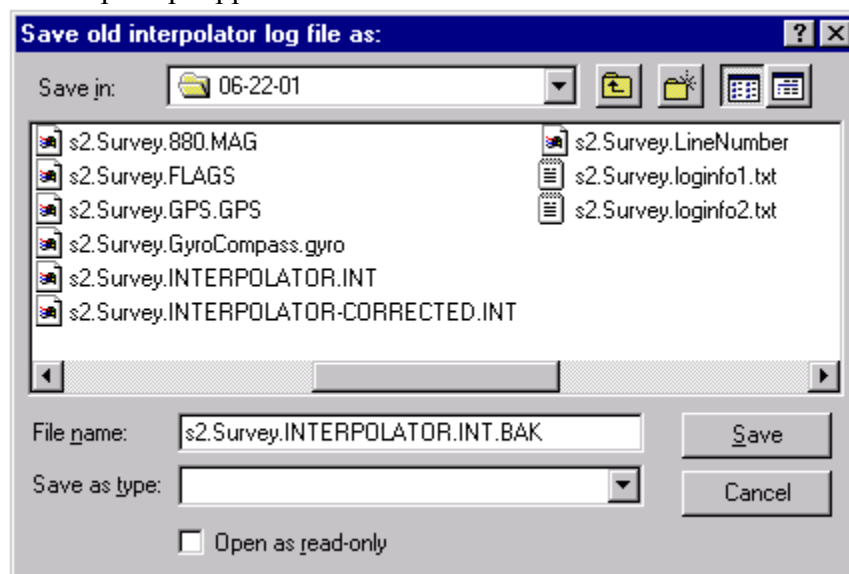 Save old interpolator log file as:
Save in: 06-22-01
s2.Survey.880.MAG
s2.Survey.FLAGS
s2.Survey.GPS.GPS
s2.Survey.GyroCompass.gyro
s2.Survey.INTERPOLATOR.INT
s2.Survey.INTERPOLATOR-CORRECTED.INT
s2.Survey.LineNumber
s2.Survey.loginfo1.txt
s2.Survey.loginfo2.txt
File name: s2.Survey.INTERPOLATOR.INT.BAK
Save
Save as type:
Cancel
Open as read-only